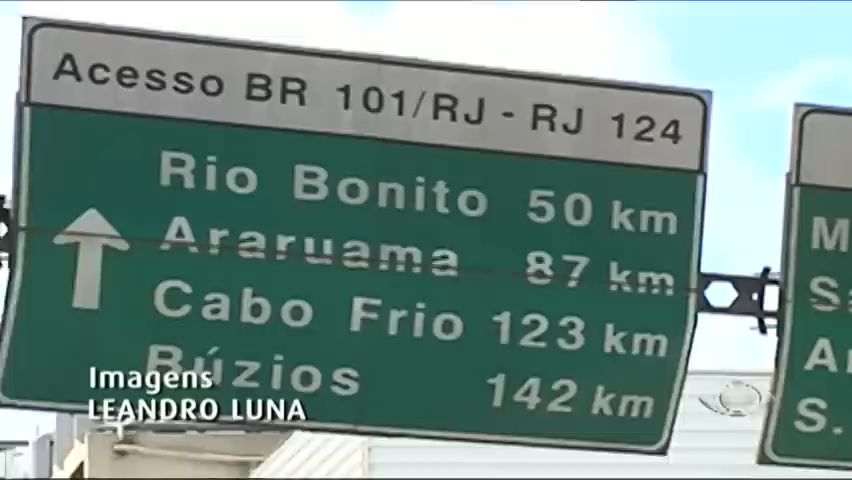 Acesso BR 101/RJ - RJ 124
Rio Bonito 50 km
Araruama 87 km
Cabo Frio 123 km
Búzios 142 km
Imagens
LEANDRO LUNA
S.